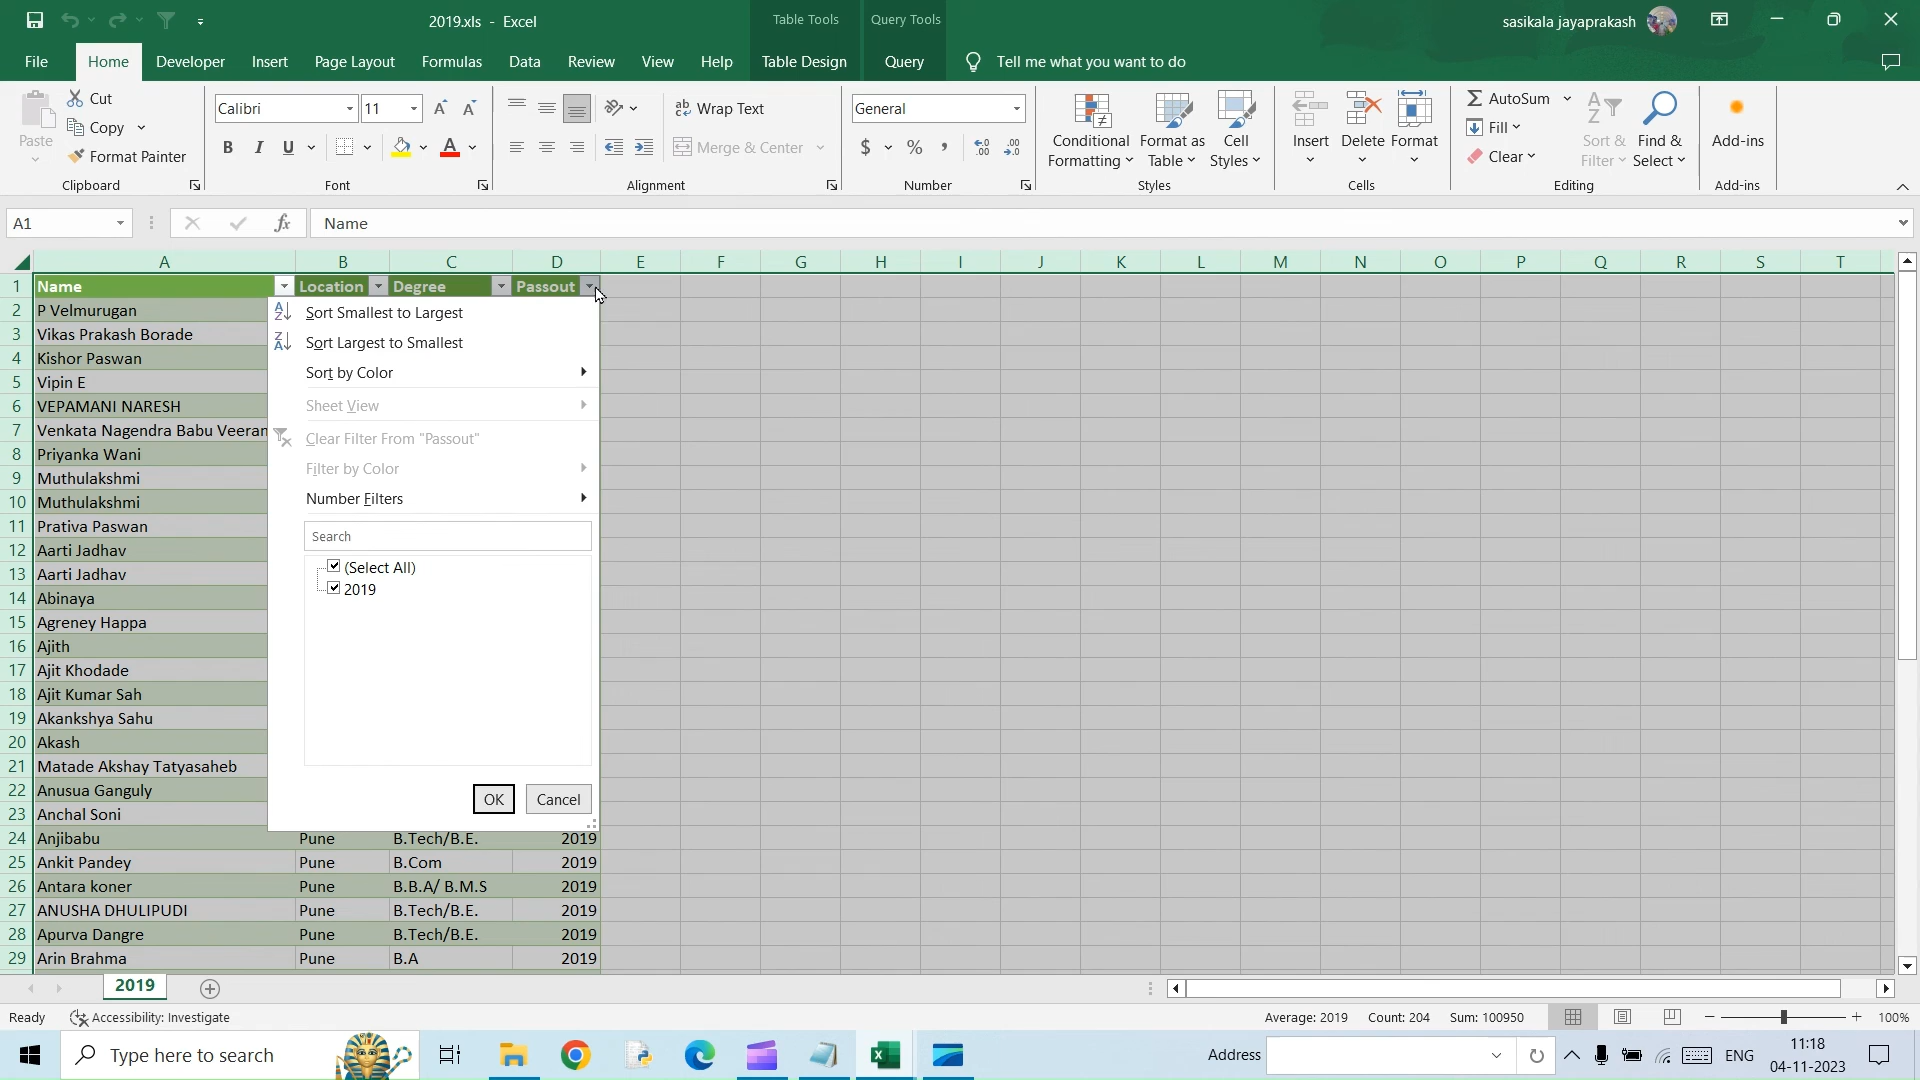 2019.xls - Excel
Table Tools
Query Tools
sasikala jayaprakash
File Home Developer Insert Page Layout Formulas Data Review View Help Table Design Query Tell me what you want to do
Paste
Cut
Copy
Format Painter
Clipboard
Calibri 11
B I U A
Font
ab Wrap Text
Merge & Center
Alignment
General
$ % ,
Number
Conditional Formatting
Format as Table
Cell Styles
Styles
Insert Delete Format
Cells
AutoSum
Fill
Clear
Sort & Filter
Find & Select
Editing
Add-ins
Add-ins
A1 fx Name
A B C D E F G H I J K L M N O P Q R S T
1 Name Location Degree Passout
2 P Velmurugan
3 Vikas Prakash Borade
4 Kishor Paswan
5 Vipin E
6 VEPAMANI NARESH
7 Venkata Nagendra Babu Veeran
8 Priyanka Wani
9 Muthulakshmi
10 Muthulakshmi
11 Prativa Paswan
12 Aarti Jadhav
13 Aarti Jadhav
14 Abinaya
15 Agreney Happa
16 Ajith
17 Ajit Khodade
18 Ajit Kumar Sah
19 Akankshya Sahu
20 Akash
21 Matade Akshay Tatyasaheb
22 Anusua Ganguly
23 Anchal Soni
24 Anjibabu Pune B.Tech/B.E. 2019
25 Ankit Pandey Pune B.Com 2019
26 Antara koner Pune B.B.A/ B.M.S 2019
27 ANUSHA DHULIPUDI Pune B.Tech/B.E. 2019
28 Apurva Dangre Pune B.Tech/B.E. 2019
29 Arin Brahma Pune B.A 2019
Sort Smallest to Largest
Sort Largest to Smallest
Sort by Color
Sheet View
Clear Filter From "Passout"
Filter by Color
Number Filters
Search
(Select All)
2019
OK Cancel
2019
Ready Accessibility: Investigate Average: 2019 Count: 204 Sum: 100950 100%
Type here to search Address ENG 11:18
04-11-2023